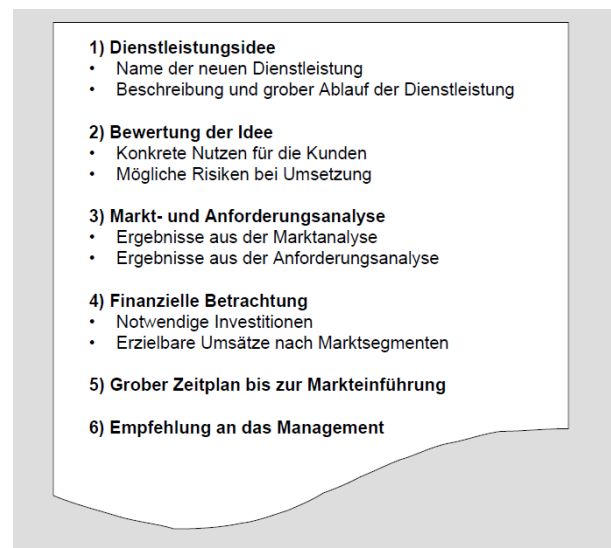 1) Dienstleistungsidee
• Name der neuen Dienstleistung
• Beschreibung und grober Ablauf der Dienstleistung
2) Bewertung der Idee
• Konkrete Nutzen für die Kunden
• Mögliche Risiken bei Umsetzung
3) Markt- und Anforderungsanalyse
• Ergebnisse aus der Marktanalyse
• Ergebnisse aus der Anforderungsanalyse
4) Finanzielle Betrachtung
• Notwendige Investitionen
• Erzielbare Umsätze nach Marktsegmenten
5) Grober Zeitplan bis zur Markteinführung
6) Empfehlung an das Management